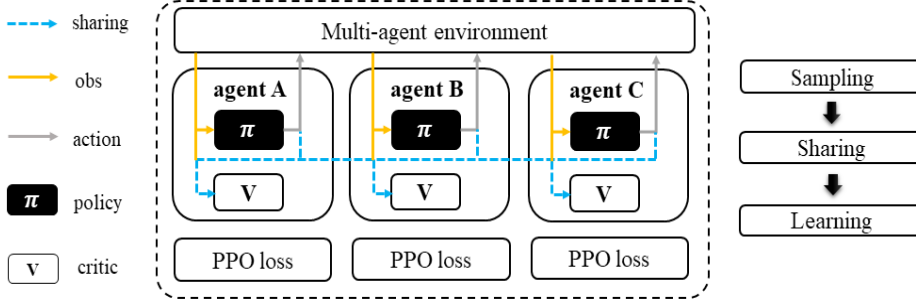 sharing
obs
action
π policy
V critic
Multi-agent environment
agent A agent B agent C
π π π
V V V
PPO loss PPO loss PPO loss
Sampling
Sharing
Learning